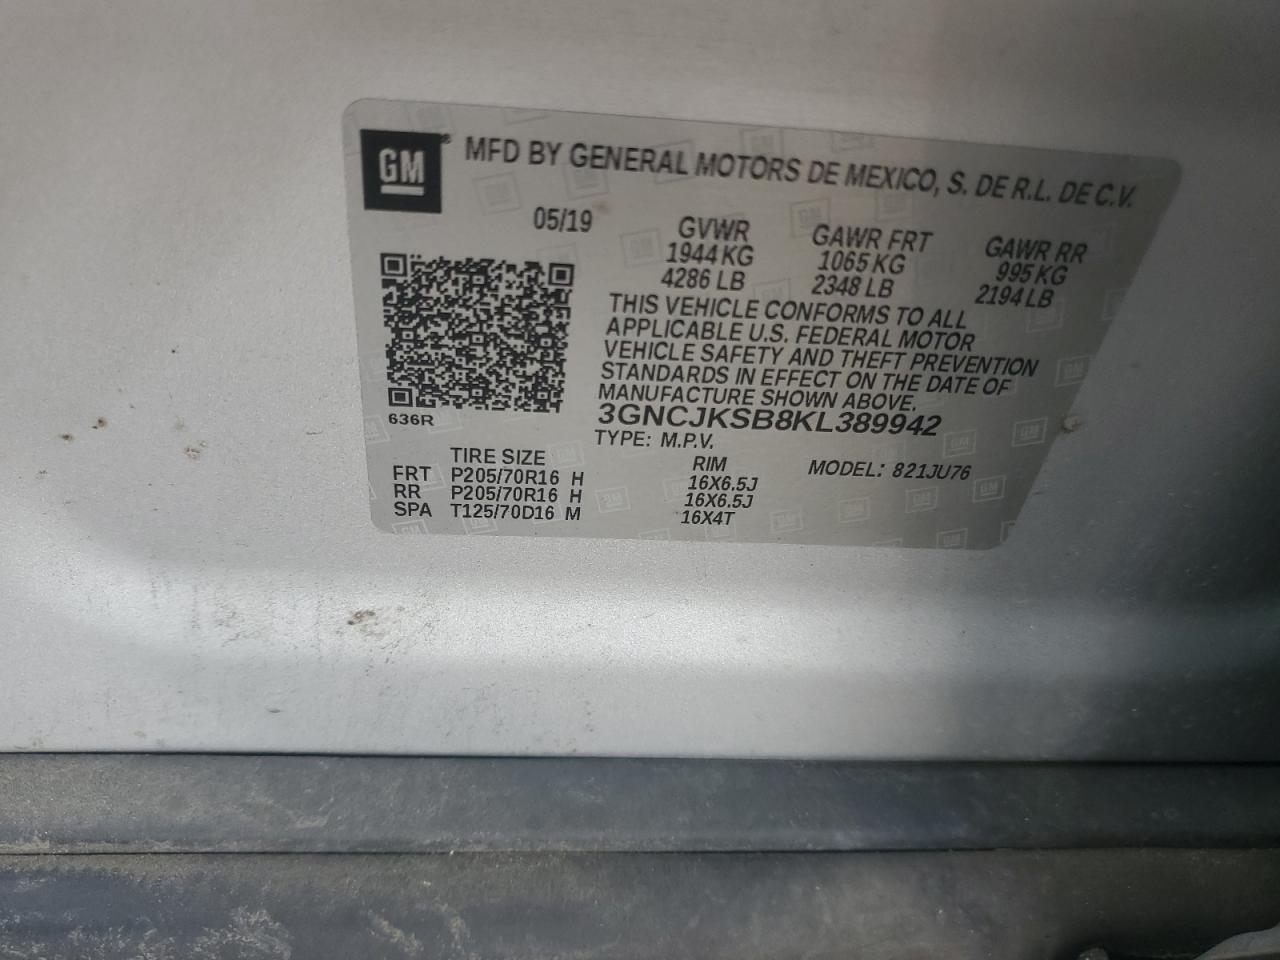 GM® MFD BY GENERAL MOTORS DE MEXICO, S. DE R.L. DE C.V.
05/19 GVWR GAWR FRT GAWR RR
1944 KG 1065 KG 995 KG
4286 LB 2348 LB 2194 LB
THIS VEHICLE CONFORMS TO ALL
APPLICABLE U.S. FEDERAL MOTOR
VEHICLE SAFETY AND THEFT PREVENTION
STANDARDS IN EFFECT ON THE DATE OF
MANUFACTURE SHOWN ABOVE.
636R 3GNCJKSB8KL389942
TYPE: M.P.V.
TIRE SIZE RIM MODEL: 821JU76
FRT P205/70R16 H 16X6.5J
RR P205/70R16 H 16X6.5J
SPA T125/70D16 M 16X4T